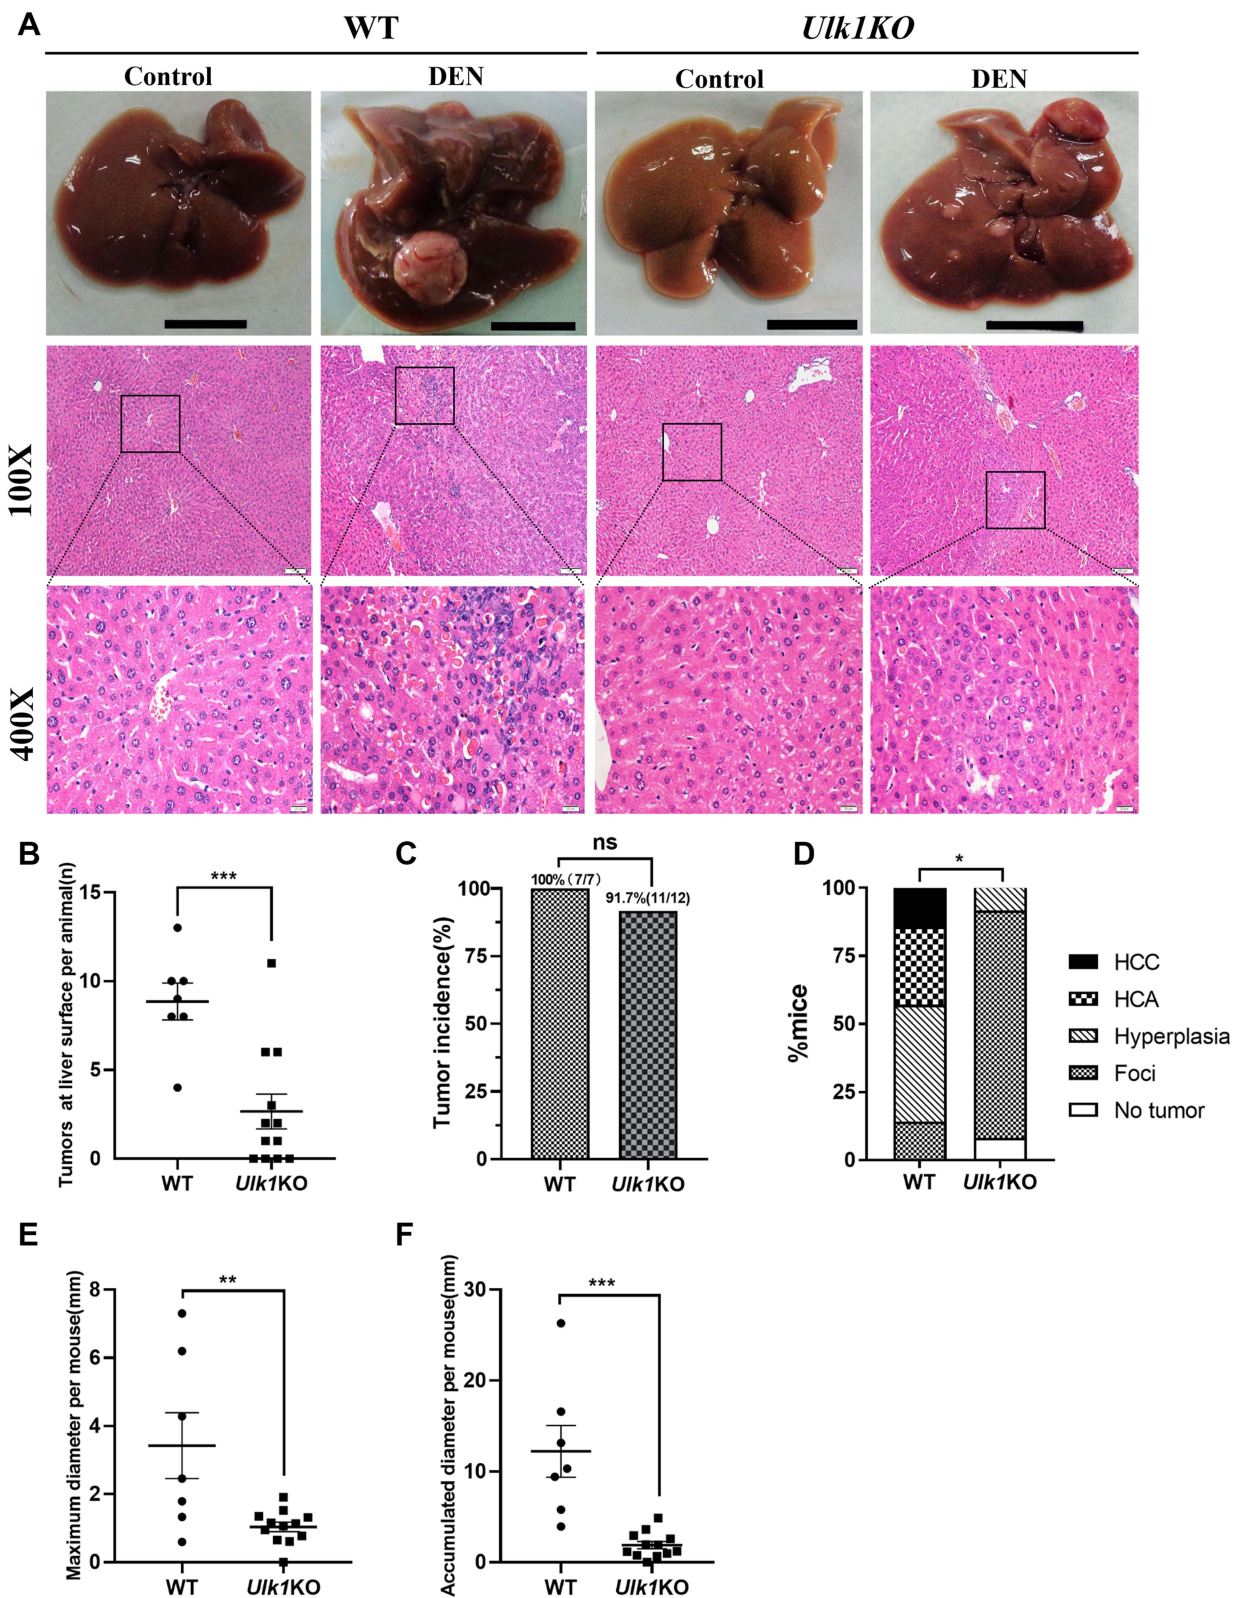 A
WT
Ulk1KO
Control
DEN
Control
DEN
100X
400X
B
Tumors at liver surface per animal(n)
15
10
5
0
***
WT
Ulk1KO
C
Tumor incidence(%)
100
75
50
25
0
ns
100% (7/7)
91.7%(11/12)
WT
Ulk1KO
D
%mice
100
75
50
25
0
*
WT
Ulk1KO
HCC
HCA
Hyperplasia
Foci
No tumor
E
Maximum diameter per mouse(mm)
8
6
4
2
0
**
WT
Ulk1KO
F
Accumulated diameter per mouse(mm)
30
20
10
0
***
WT
Ulk1KO